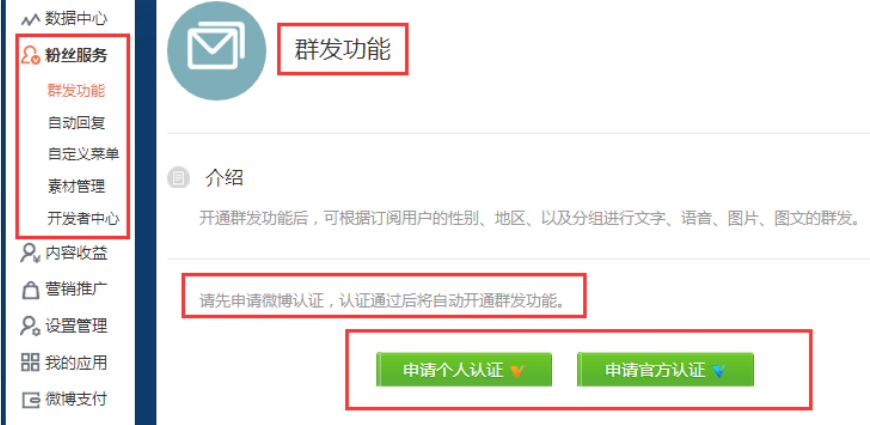 数据中心
粉丝服务
群发功能
自动回复
自定义菜单
素材管理
开发者中心
内容收益
营销推广
设置管理
我的应用
微博支付
群发功能
介绍
开通群发功能后，可根据订阅用户的性别、地区、以及分组进行文字、语音、图片、图文的群发。
请先申请微博认证，认证通过后将自动开通群发功能。
申请个人认证
申请官方认证